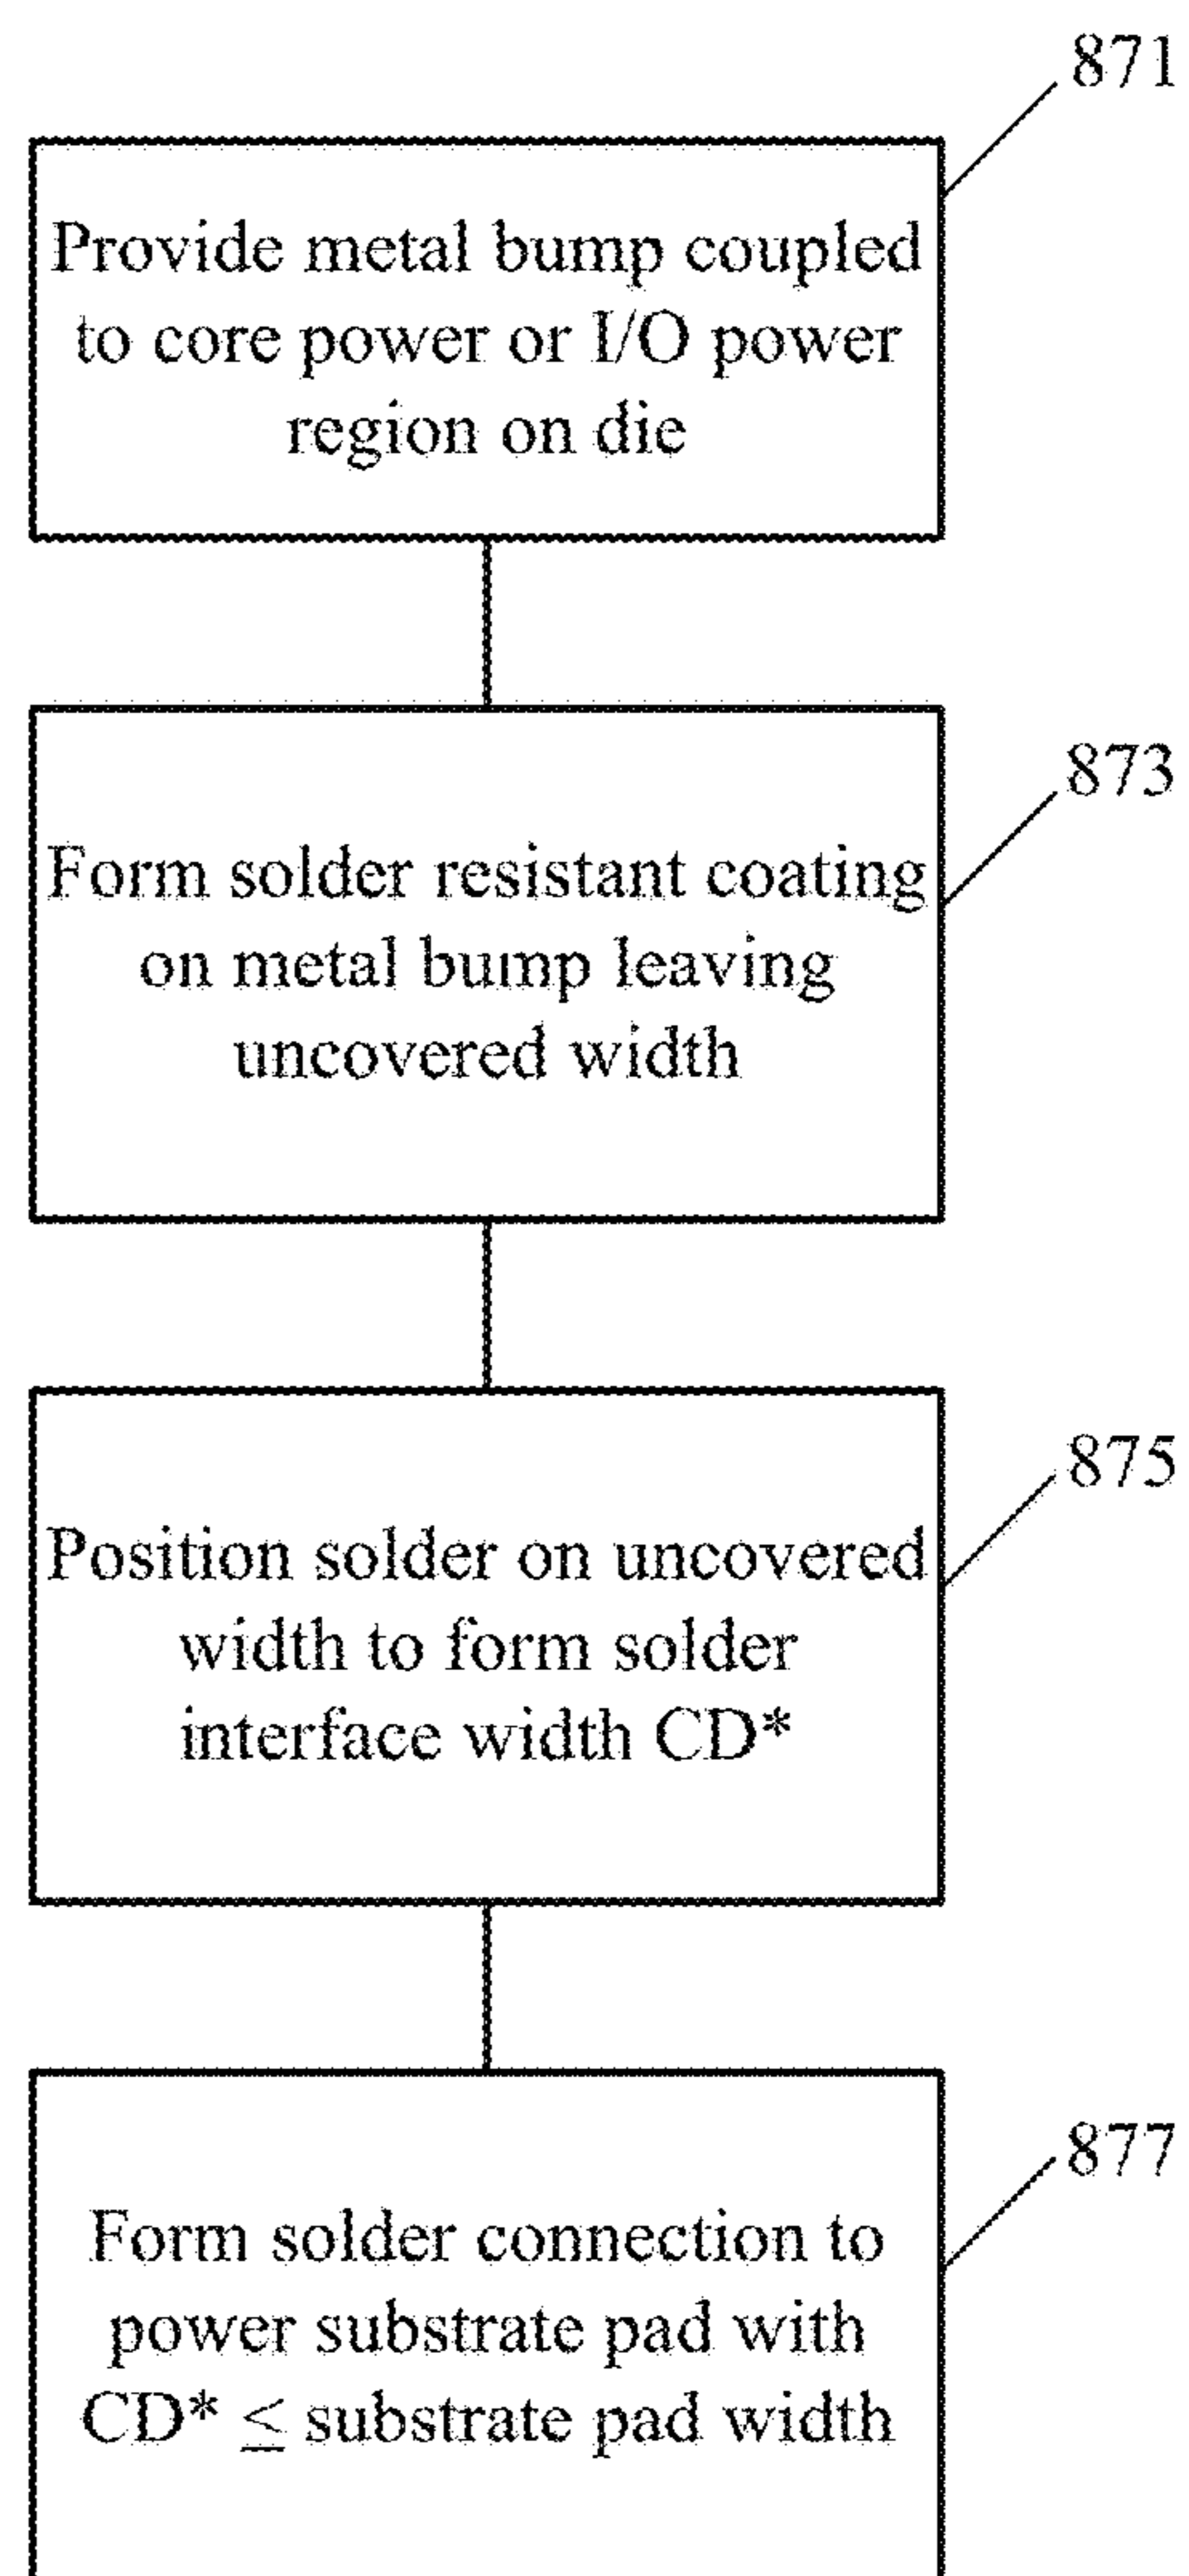 871
Provide metal bump coupled
to core power or I/O power
region on die
873
Form solder resistant coating
on metal bump leaving
uncovered width
875
Position solder on uncovered
width to form solder
interface width CD*
877
Form solder connection to
power substrate pad with
CD* ≤ substrate pad width